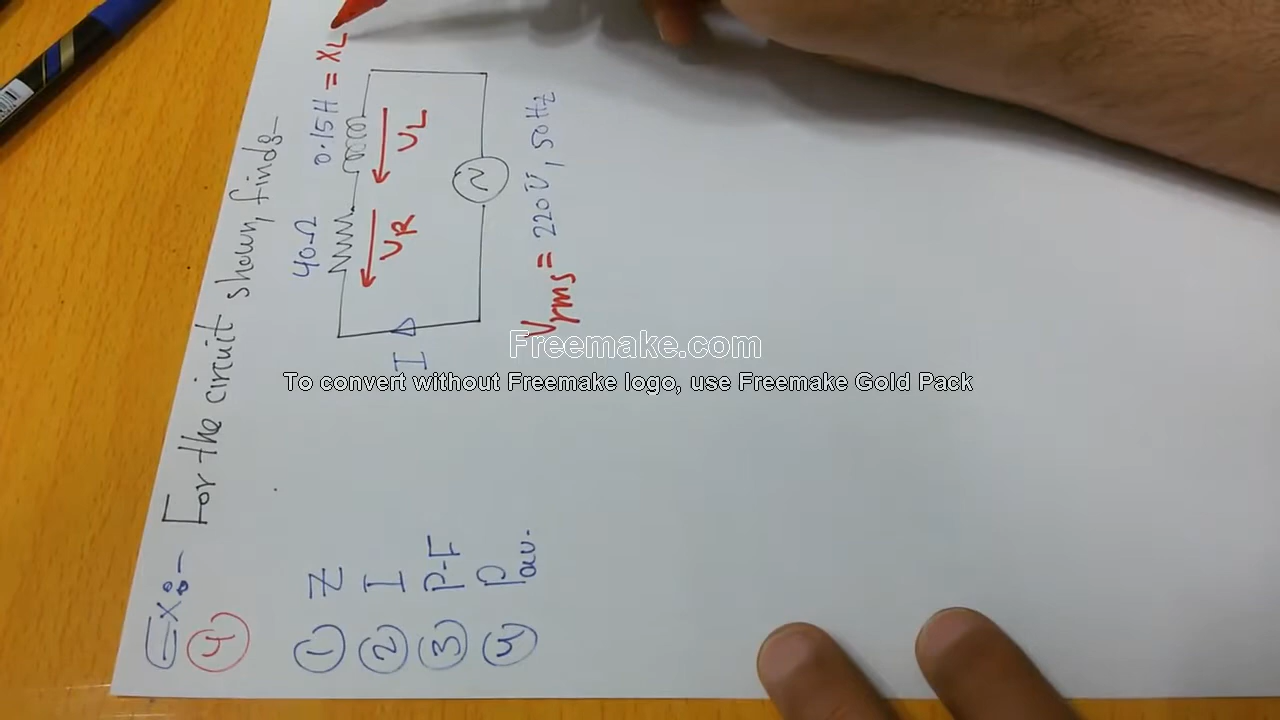 Ex:-
4
For the circuit shown, find:-
1 Z
2 I
3 P.F
4 Pav.
40Ω
0.15H = XL
VR
VL
I
Vrms = 220V, 50Hz
Freemake.com
To convert without Freemake logo, use Freemake Gold Pack